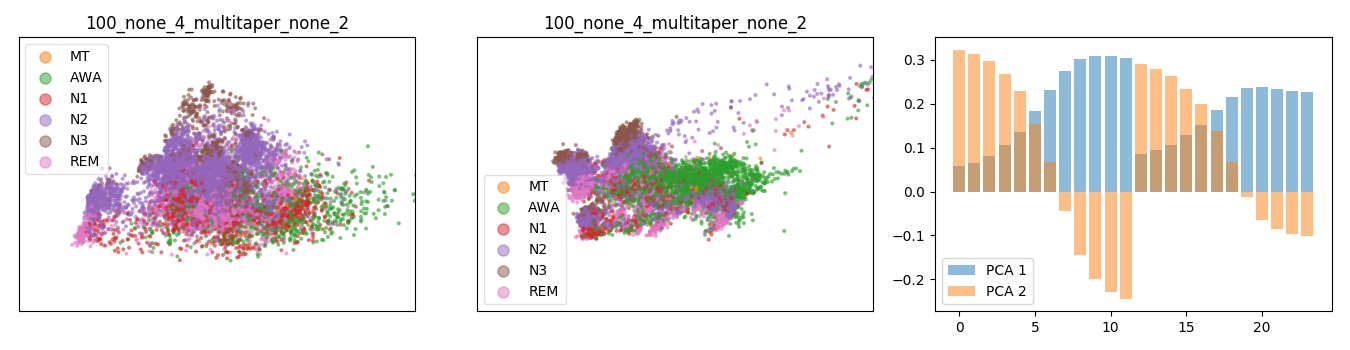 100_none_4_multitaper_none_2
MT
AWA
N1
N2
N3
REM
100_none_4_multitaper_none_2
MT
AWA
N1
N2
N3
REM
0.3
0.2
0.1
0.0
−0.1
−0.2
PCA 1
PCA 2
0 5 10 15 20